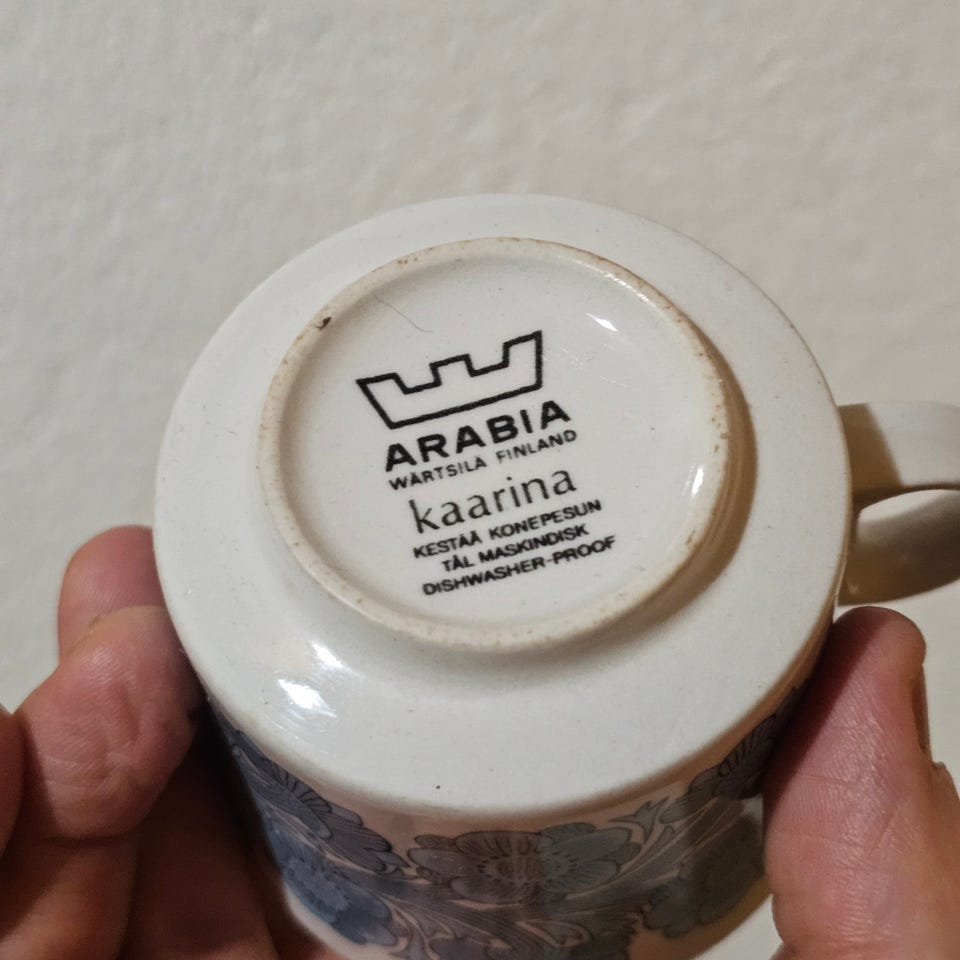 ARABIA
WÄRTSILÄ FINLAND
kaarina
KESTÄÄ KONEPESUN
TÅL MASKINDISK
DISHWASHER-PROOF